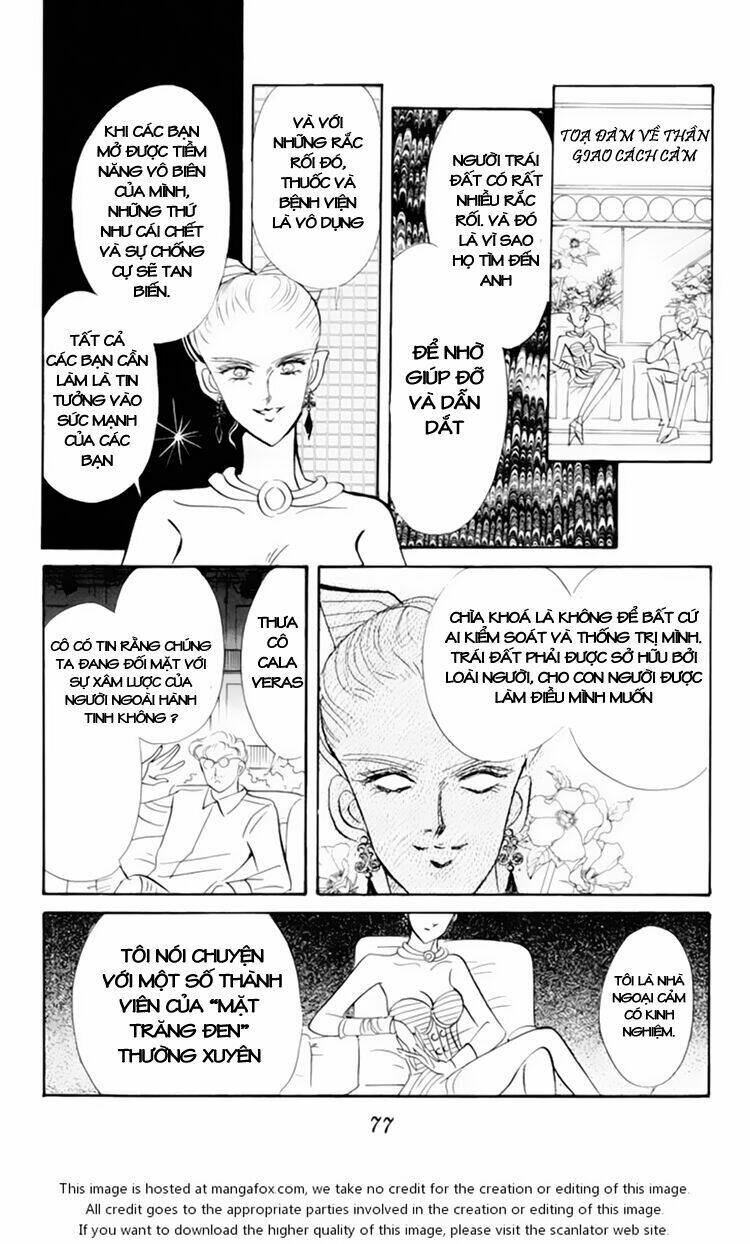 TOẠ ĐÀM VỀ THẦN
GIAO CÁCH CẢM
NGƯỜI TRÁI
ĐẤT CÓ RẤT
NHIỀU RẮC
RỐI. VÀ ĐÓ
LÀ VÌ SAO
HỌ TÌM ĐẾN
ANH
ĐỂ NHỜ
GIÚP ĐỠ
VÀ DẪN
DẮT
VÀ VỚI
NHỮNG RẮC
RỐI ĐÓ,
THUỐC VÀ
BỆNH VIỆN
LÀ VÔ DỤNG
KHI CÁC BẠN
MỞ ĐƯỢC TIỀM
NĂNG VÔ BIÊN
CỦA MÌNH,
NHỮNG THỨ
NHƯ CÁI CHẾT
VÀ SỰ CHỐNG
CỰ SẼ TAN
BIẾN.
TẤT CẢ
CÁC BẠN CẦN
LÀM LÀ TIN
TƯỞNG VÀO
SỨC MẠNH
CỦA CÁC
BẠN
CHÌA KHOÁ LÀ KHÔNG ĐỂ BẤT CỨ
AI KIỂM SOÁT VÀ THỐNG TRỊ MÌNH.
TRÁI ĐẤT PHẢI ĐƯỢC SỞ HỮU BỞI
LOÀI NGƯỜI, CHO CON NGƯỜI ĐƯỢC
LÀM ĐIỀU MÌNH MUỐN
THƯA
CÔ
CALA
VERAS
CÔ CÓ TIN RẰNG CHÚNG
TA ĐANG ĐỐI MẶT VỚI
SỰ XÂM LƯỢC CỦA
NGƯỜI NGOÀI HÀNH
TINH KHÔNG ?
TÔI LÀ NHÀ
NGOẠI CẢM
CÓ KINH
NGHIỆM.
TÔI NÓI CHUYỆN
VỚI MỘT SỐ THÀNH
VIÊN CỦA “MẶT
TRĂNG ĐEN”
THƯỜNG XUYÊN
77
This image is hosted at mangafox.com, we take no credit for the creation or editing of this image.
All credit goes to the appropriate parties involved in the creation or editing of this image.
If you want to download the higher quality of this image, please visit the scanlator web site.